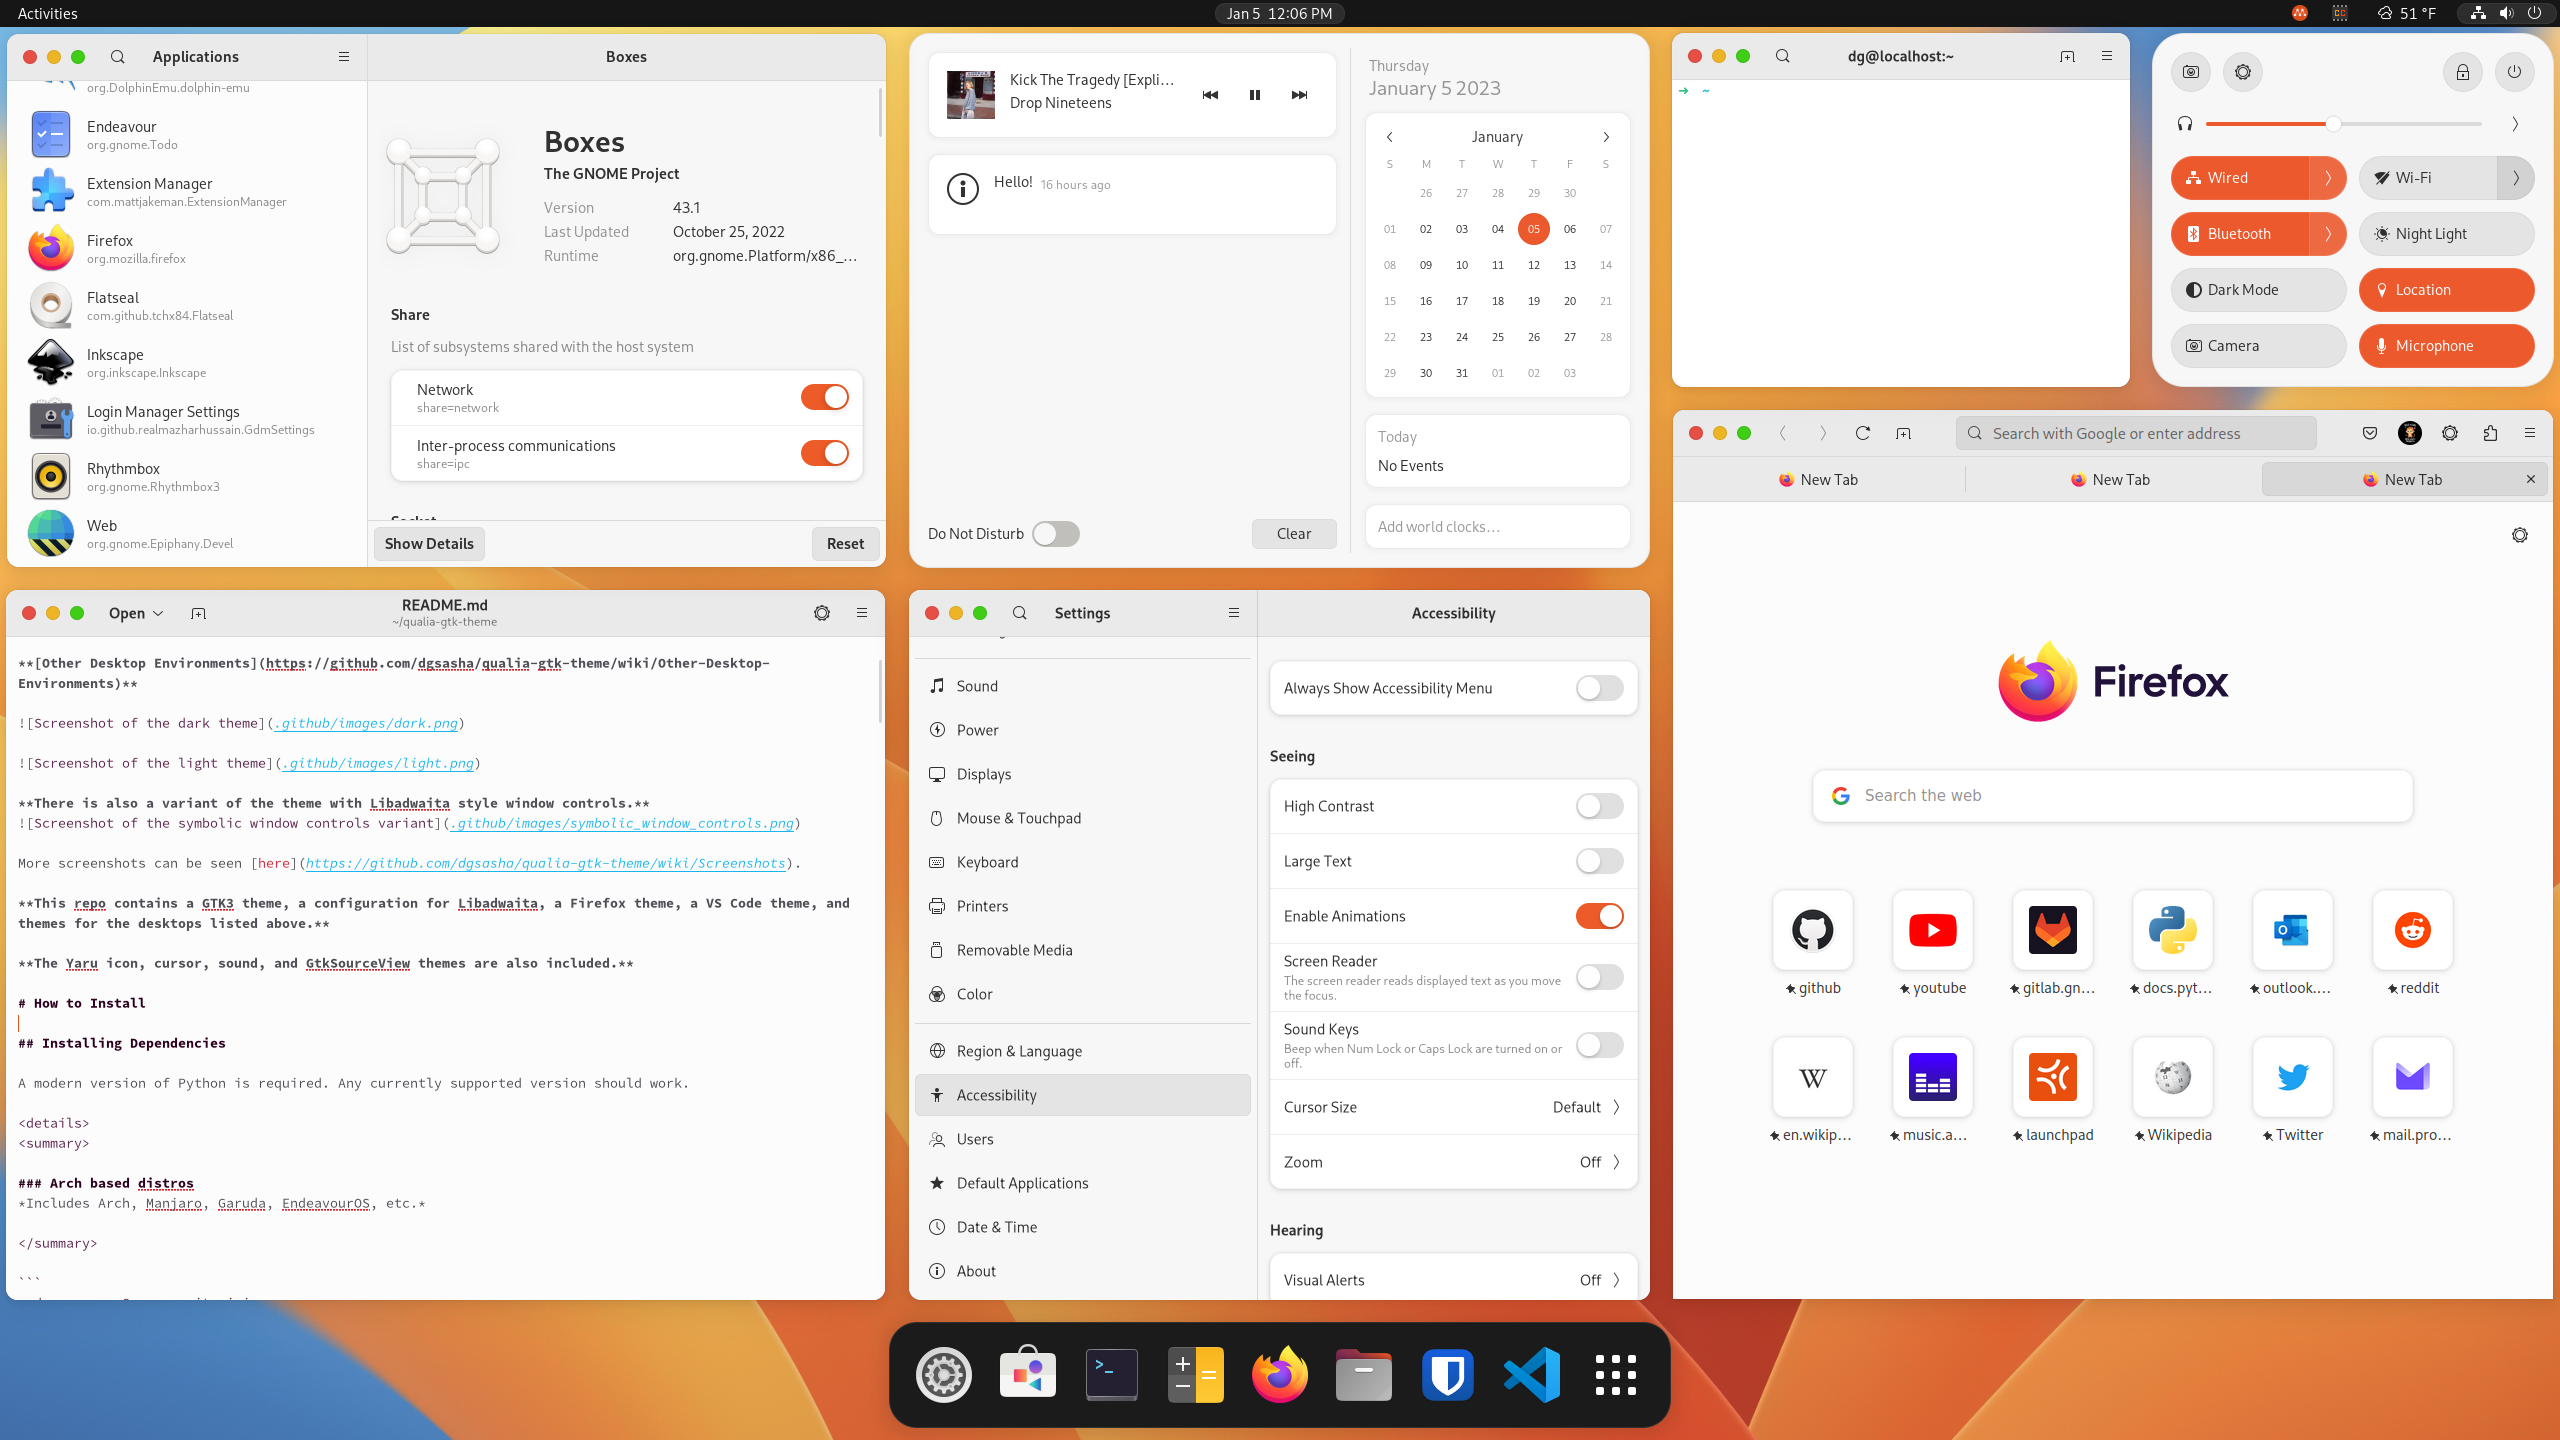 Activities
Jan 5  12:06 PM
51 °F
Applications
Boxes
org.DolphinEmu.dolphin-emu
Endeavour
org.gnome.Todo
Extension Manager
com.mattjakeman.ExtensionManager
Firefox
org.mozilla.firefox
Flatseal
com.github.tchx84.Flatseal
Inkscape
org.inkscape.Inkscape
Login Manager Settings
io.github.realmazharhussain.GdmSettings
Rhythmbox
org.gnome.Rhythmbox3
Web
org.gnome.Epiphany.Devel
Boxes
The GNOME Project
Version 43.1
Last Updated October 25, 2022
Runtime org.gnome.Platform/x86_...
Share
List of subsystems shared with the host system
Network
share=network
Inter-process communications
share=ipc
Socket
Show Details
Reset
Kick The Tragedy [Expli...
Drop Nineteens
Hello! 16 hours ago
Do Not Disturb
Clear
Thursday
January 5 2023
January
S M T W T F S
26 27 28 29 30
01 02 03 04 05 06 07
08 09 10 11 12 13 14
15 16 17 18 19 20 21
22 23 24 25 26 27 28
29 30 31 01 02 03
Today
No Events
Add world clocks...
dg@localhost:~
➜ ~
Wired
Wi-Fi
Bluetooth
Night Light
Dark Mode
Location
Camera
Microphone
Open
README.md
~/qualia-gtk-theme
**[Other Desktop Environments](https://github.com/dgsasha/qualia-gtk-theme/wiki/Other-Desktop-
Environments)**
![Screenshot of the dark theme](.github/images/dark.png)
![Screenshot of the light theme](.github/images/light.png)
**There is also a variant of the theme with Libadwaita style window controls.**
![Screenshot of the symbolic window controls variant](.github/images/symbolic_window_controls.png)
More screenshots can be seen [here](https://github.com/dgsasha/qualia-gtk-theme/wiki/Screenshots).
**This repo contains a GTK3 theme, a configuration for Libadwaita, a Firefox theme, a VS Code theme, and
themes for the desktops listed above.**
**The Yaru icon, cursor, sound, and GtkSourceView themes are also included.**
# How to Install
## Installing Dependencies
A modern version of Python is required. Any currently supported version should work.
<details>
<summary>
### Arch based distros
*Includes Arch, Manjaro, Garuda, EndeavourOS, etc.*
</summary>
```
Settings
Accessibility
Sound
Power
Displays
Mouse & Touchpad
Keyboard
Printers
Removable Media
Color
Region & Language
Accessibility
Users
Default Applications
Date & Time
About
Always Show Accessibility Menu
Seeing
High Contrast
Large Text
Enable Animations
Screen Reader
The screen reader reads displayed text as you move
the focus.
Sound Keys
Beep when Num Lock or Caps Lock are turned on or
off.
Cursor Size Default
Zoom Off
Hearing
Visual Alerts Off
Search with Google or enter address
New Tab
New Tab
New Tab
Firefox
Search the web
github
youtube
gitlab.gn...
docs.pyt...
outlook....
reddit
W
en.wikip...
music.a...
launchpad
Wikipedia
Twitter
mail.pro...